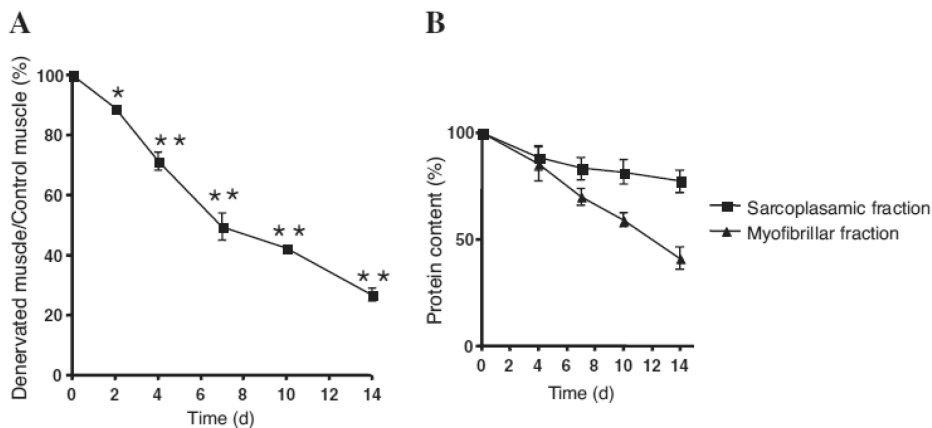 A
Denervated muscle/Control muscle (%)
100
80
60
40
20
0
* 
* *
* *
* *
* *
0 2 4 6 8 10 12 14
Time (d)
B
Protein content (%)
100
50
0
0 2 4 6 8 10 12 14
Time (d)
Sarcoplasamic fraction
Myofibrillar fraction